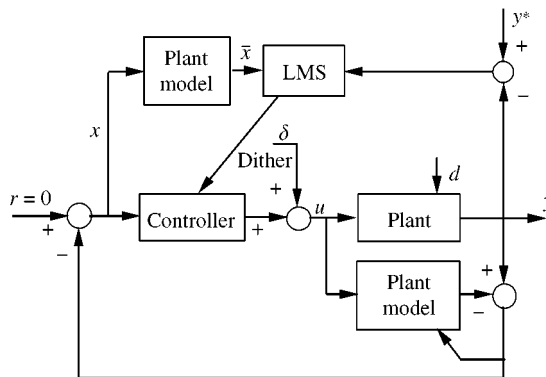 y*
x̄
+
Plant
model
LMS
−
x
δ
Dither
d
r = 0
+
+
u
Controller
+
Plant
−
+
Plant
model
−